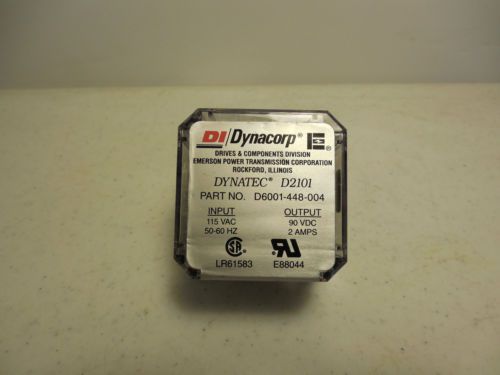 DI/Dynacorp®
DRIVES & COMPONENTS DIVISION
EMERSON POWER TRANSMISSION CORPORATION
ROCKFORD, ILLINOIS
DYNATEC® D2101
PART NO. D6001-448-004
INPUT OUTPUT
115 VAC 90 VDC
50-60 HZ 2 AMPS
LR61583 E88044